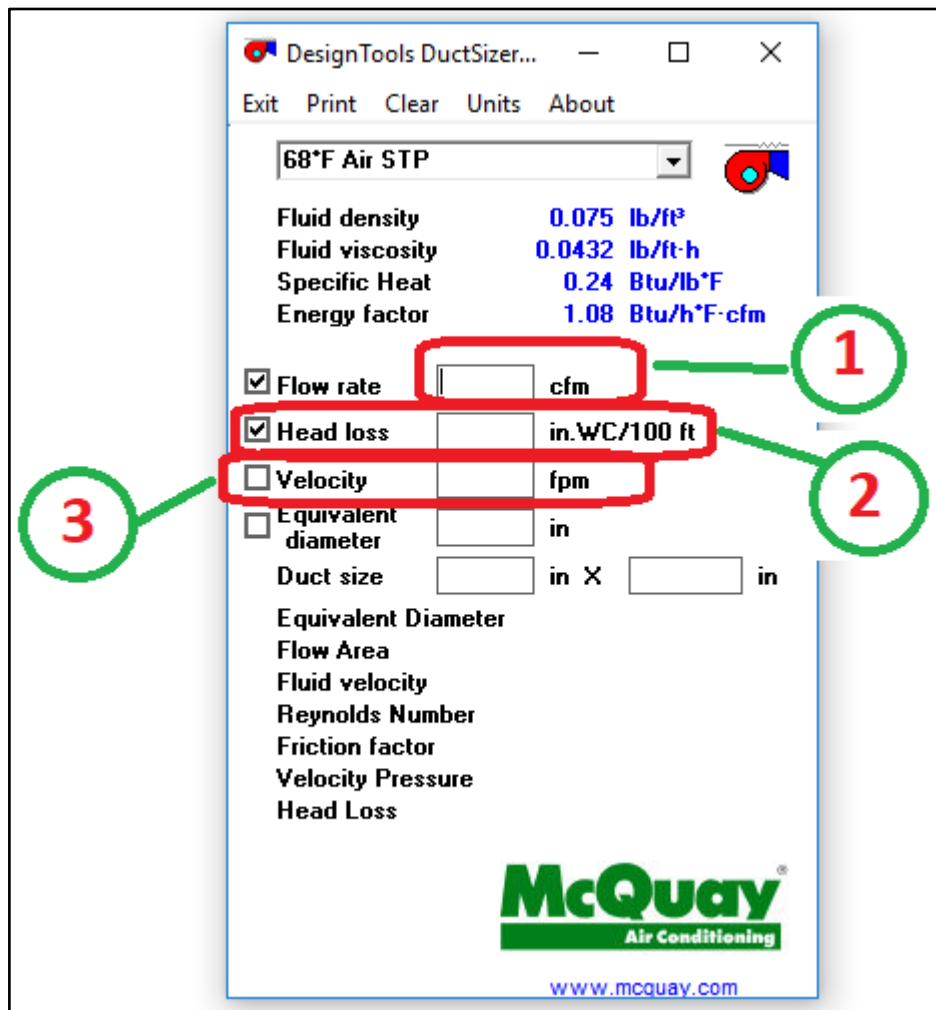 DesignTools DuctSizer...
Exit Print Clear Units About
68°F Air STP
Fluid density 0.075 lb/ft³
Fluid viscosity 0.0432 lb/ft·h
Specific Heat 0.24 Btu/lb°F
Energy factor 1.08 Btu/h°F·cfm
1
Flow rate cfm
Head loss in.WC/100 ft
2
3
Velocity fpm
Equivalent
diameter in
Duct size in X in
Equivalent Diameter
Flow Area
Fluid velocity
Reynolds Number
Friction factor
Velocity Pressure
Head Loss
McQuay®
Air Conditioning
www.mcquay.com